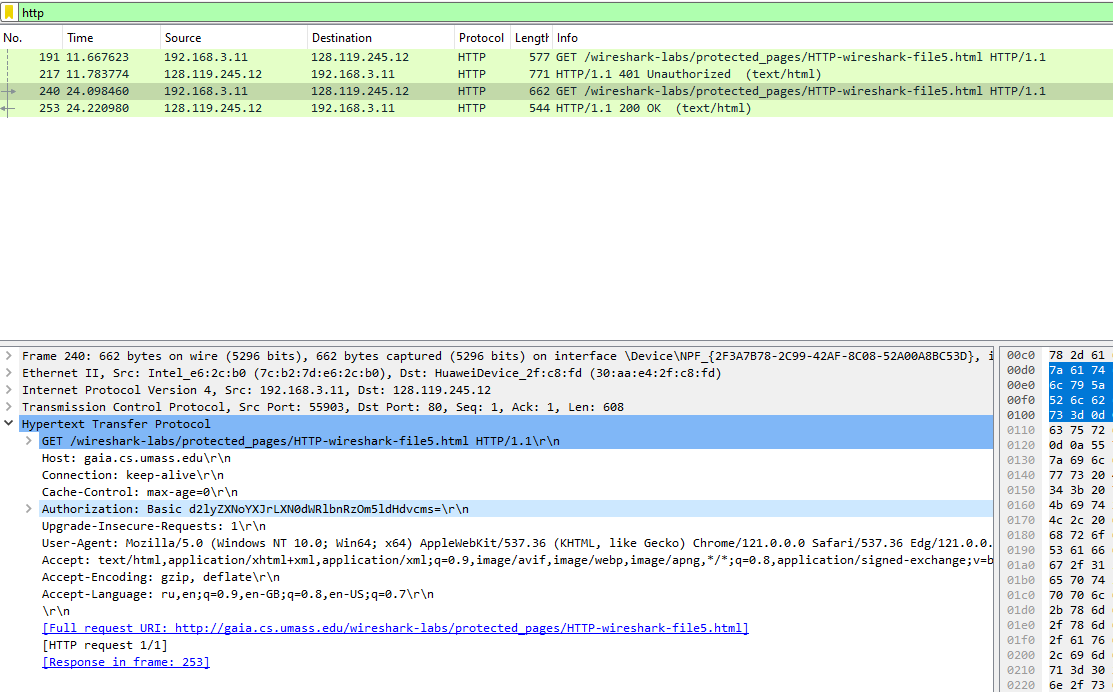 http
No. Time Source Destination Protocol Lengtl Info
191 11.667623 192.168.3.11 128.119.245.12 HTTP 577 GET /wireshark-labs/protected_pages/HTTP-wireshark-file5.html HTTP/1.1
217 11.783774 128.119.245.12 192.168.3.11 HTTP 771 HTTP/1.1 401 Unauthorized (text/html)
240 24.098460 192.168.3.11 128.119.245.12 HTTP 662 GET /wireshark-labs/protected_pages/HTTP-wireshark-file5.html HTTP/1.1
253 24.220980 128.119.245.12 192.168.3.11 HTTP 544 HTTP/1.1 200 OK (text/html)
Frame 240: 662 bytes on wire (5296 bits), 662 bytes captured (5296 bits) on interface \Device\NPF_{2F3A7B78-2C99-42AF-8C08-52A00A8BC53D}, i
Ethernet II, Src: Intel_e6:2c:b0 (7c:b2:7d:e6:2c:b0), Dst: HuaweiDevice_2f:c8:fd (30:aa:e4:2f:c8:fd)
Internet Protocol Version 4, Src: 192.168.3.11, Dst: 128.119.245.12
Transmission Control Protocol, Src Port: 55903, Dst Port: 80, Seq: 1, Ack: 1, Len: 608
Hypertext Transfer Protocol
GET /wireshark-labs/protected_pages/HTTP-wireshark-file5.html HTTP/1.1\r\n
Host: gaia.cs.umass.edu\r\n
Connection: keep-alive\r\n
Cache-Control: max-age=0\r\n
Authorization: Basic d2lyZXNoYXJrLXN0dWRlbnRzOm5ldHdvcms=\r\n
Upgrade-Insecure-Requests: 1\r\n
User-Agent: Mozilla/5.0 (Windows NT 10.0; Win64; x64) AppleWebKit/537.36 (KHTML, like Gecko) Chrome/121.0.0.0 Safari/537.36 Edg/121.0.0.
Accept: text/html,application/xhtml+xml,application/xml;q=0.9,image/avif,image/webp,image/apng,*/*;q=0.8,application/signed-exchange;v=b
Accept-Encoding: gzip, deflate\r\n
Accept-Language: ru,en;q=0.9,en-GB;q=0.8,en-US;q=0.7\r\n
\r\n
[Full request URI: http://gaia.cs.umass.edu/wireshark-labs/protected_pages/HTTP-wireshark-file5.html]
[HTTP request 1/1]
[Response in frame: 253]
00c0 78 2d 61
00d0 7a 61 74
00e0 6c 79 5a
00f0 52 6c 62
0100 73 3d 0d
0110 63 75 72
0120 0d 0a 55
0130 7a 69 6c
0140 77 73 20
0150 34 3b 20
0160 4b 69 74
0170 4c 2c 20
0180 68 72 6f
0190 53 61 66
01a0 67 2f 31
01b0 65 70 74
01c0 70 70 6c
01d0 2b 78 6d
01e0 2f 78 6d
01f0 2f 61 76
0200 2c 69 6d
0210 71 3d 30
0220 6e 2f 73